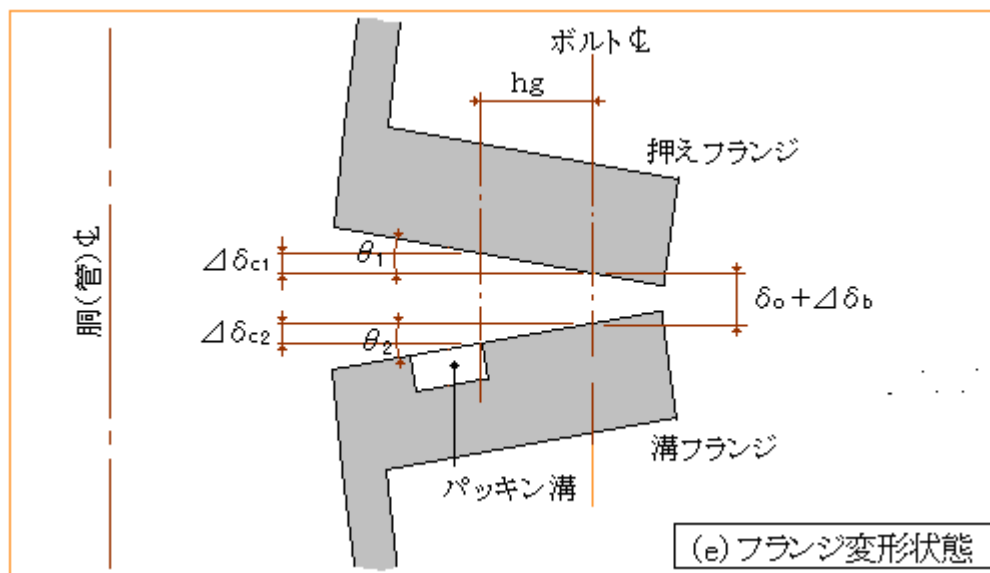 ボルト℄
hg
押えフランジ
胴(管)℄
⊿δc1
θ1
δo+⊿δb
⊿δc2
θ2
溝フランジ
パッキン溝
(e)フランジ変形状態